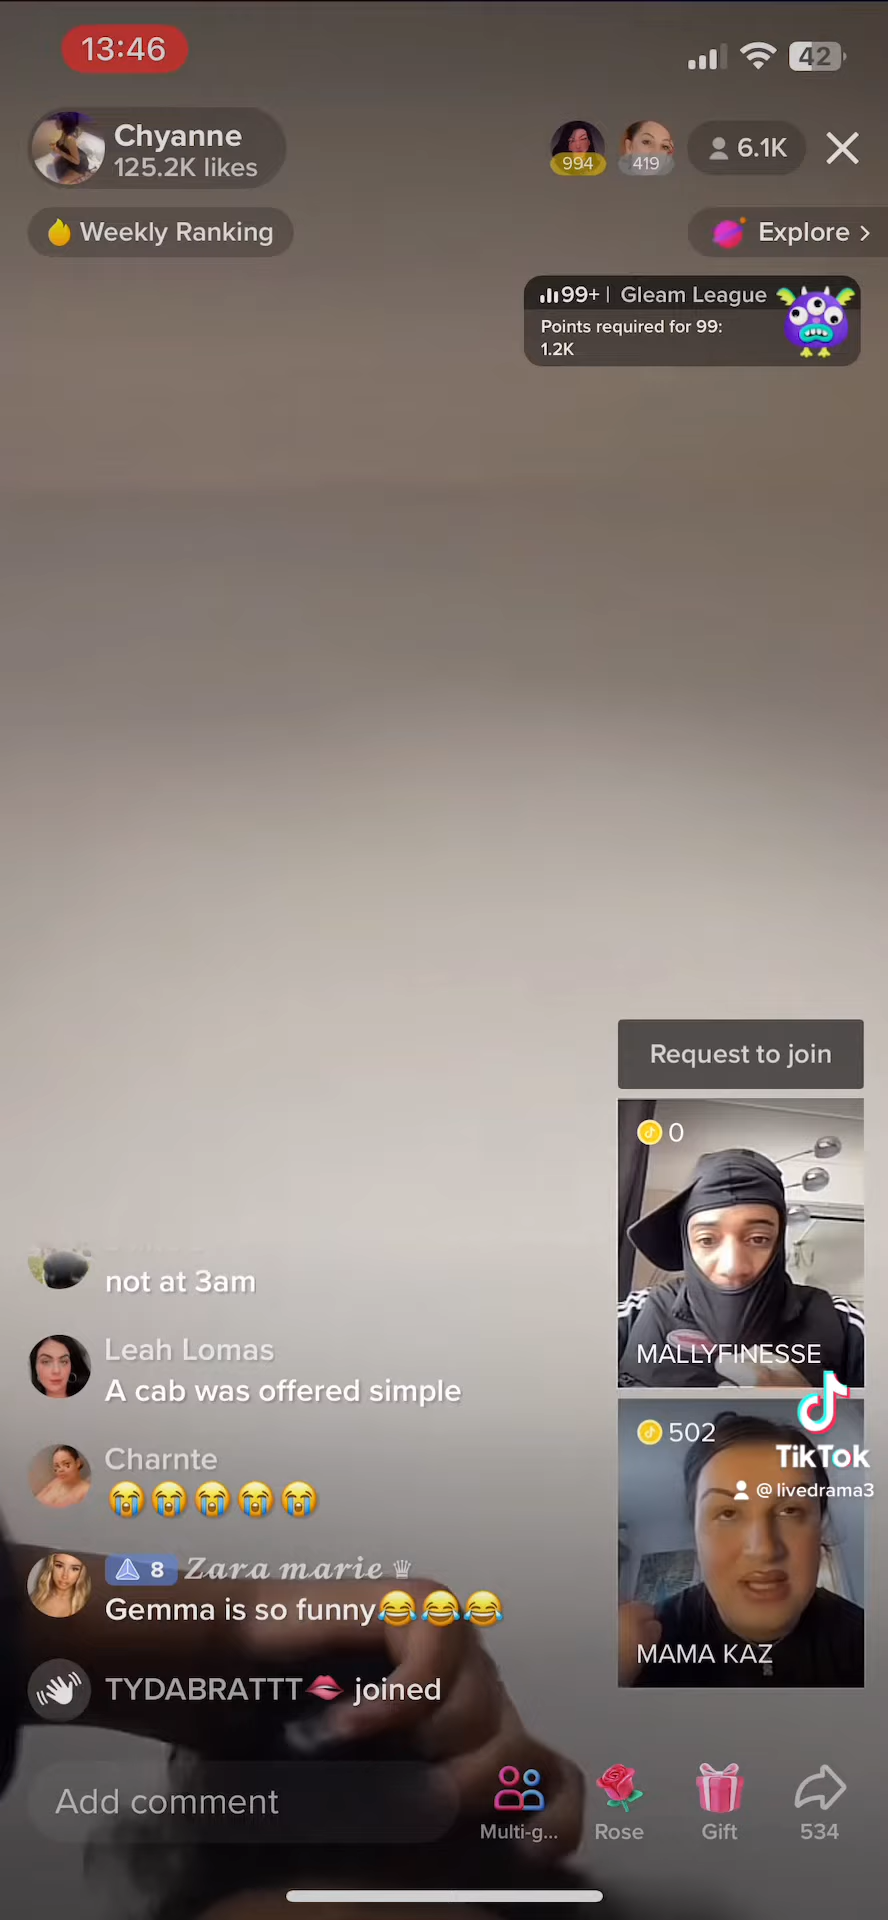 13:46
42
Chyanne
125.2K likes
994
419
6.1K
Weekly Ranking
Explore >
99+ | Gleam League
Points required for 99:
1.2K
Request to join
0
MALLYFINESSE
not at 3am
Leah Lomas
A cab was offered simple
502
TikTok
@livedrama3
Charnte
😭😭😭😭😭
8 Zara marie ♕
Gemma is so funny😂😂😂
MAMA KAZ
TYDABRATTT💋 joined
Add comment
Multi-g...
Rose
Gift
534